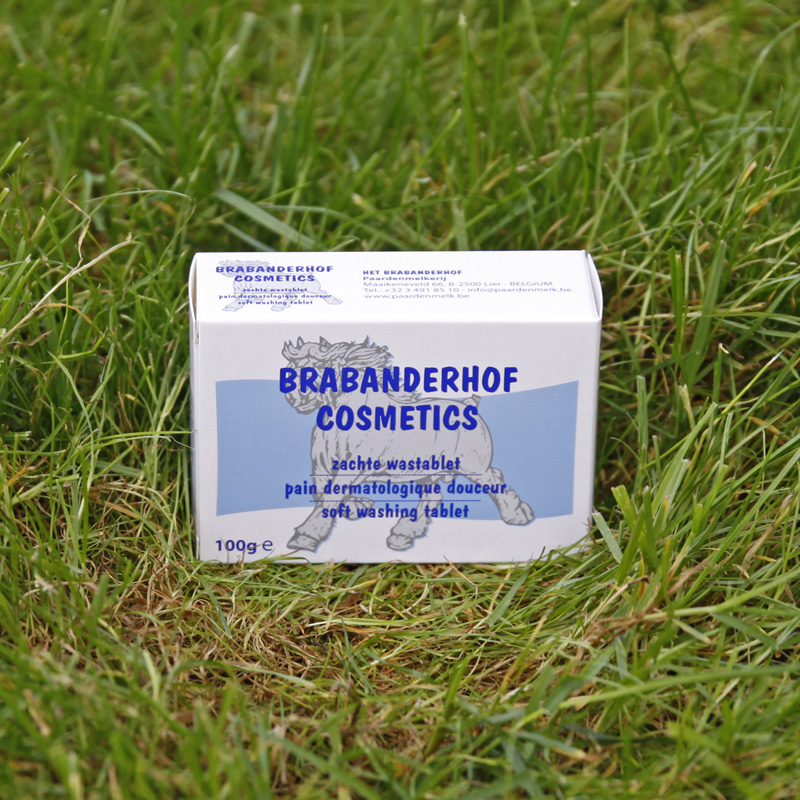 BRABANDERHOF
COSMETICS
zachte wastablet
pain dermatologique douceur
soft washing tablet
HET BRABANDERHOF
Paardenmelkerij
Maaikeneveld 66, B-2500 Lier - BELGIUM
Tel.: +32 3 491 85 10 - info@paardenmelk.be
www.paardenmelk.be
BRABANDERHOF
COSMETICS
zachte wastablet
pain dermatologique douceur
soft washing tablet
100g e